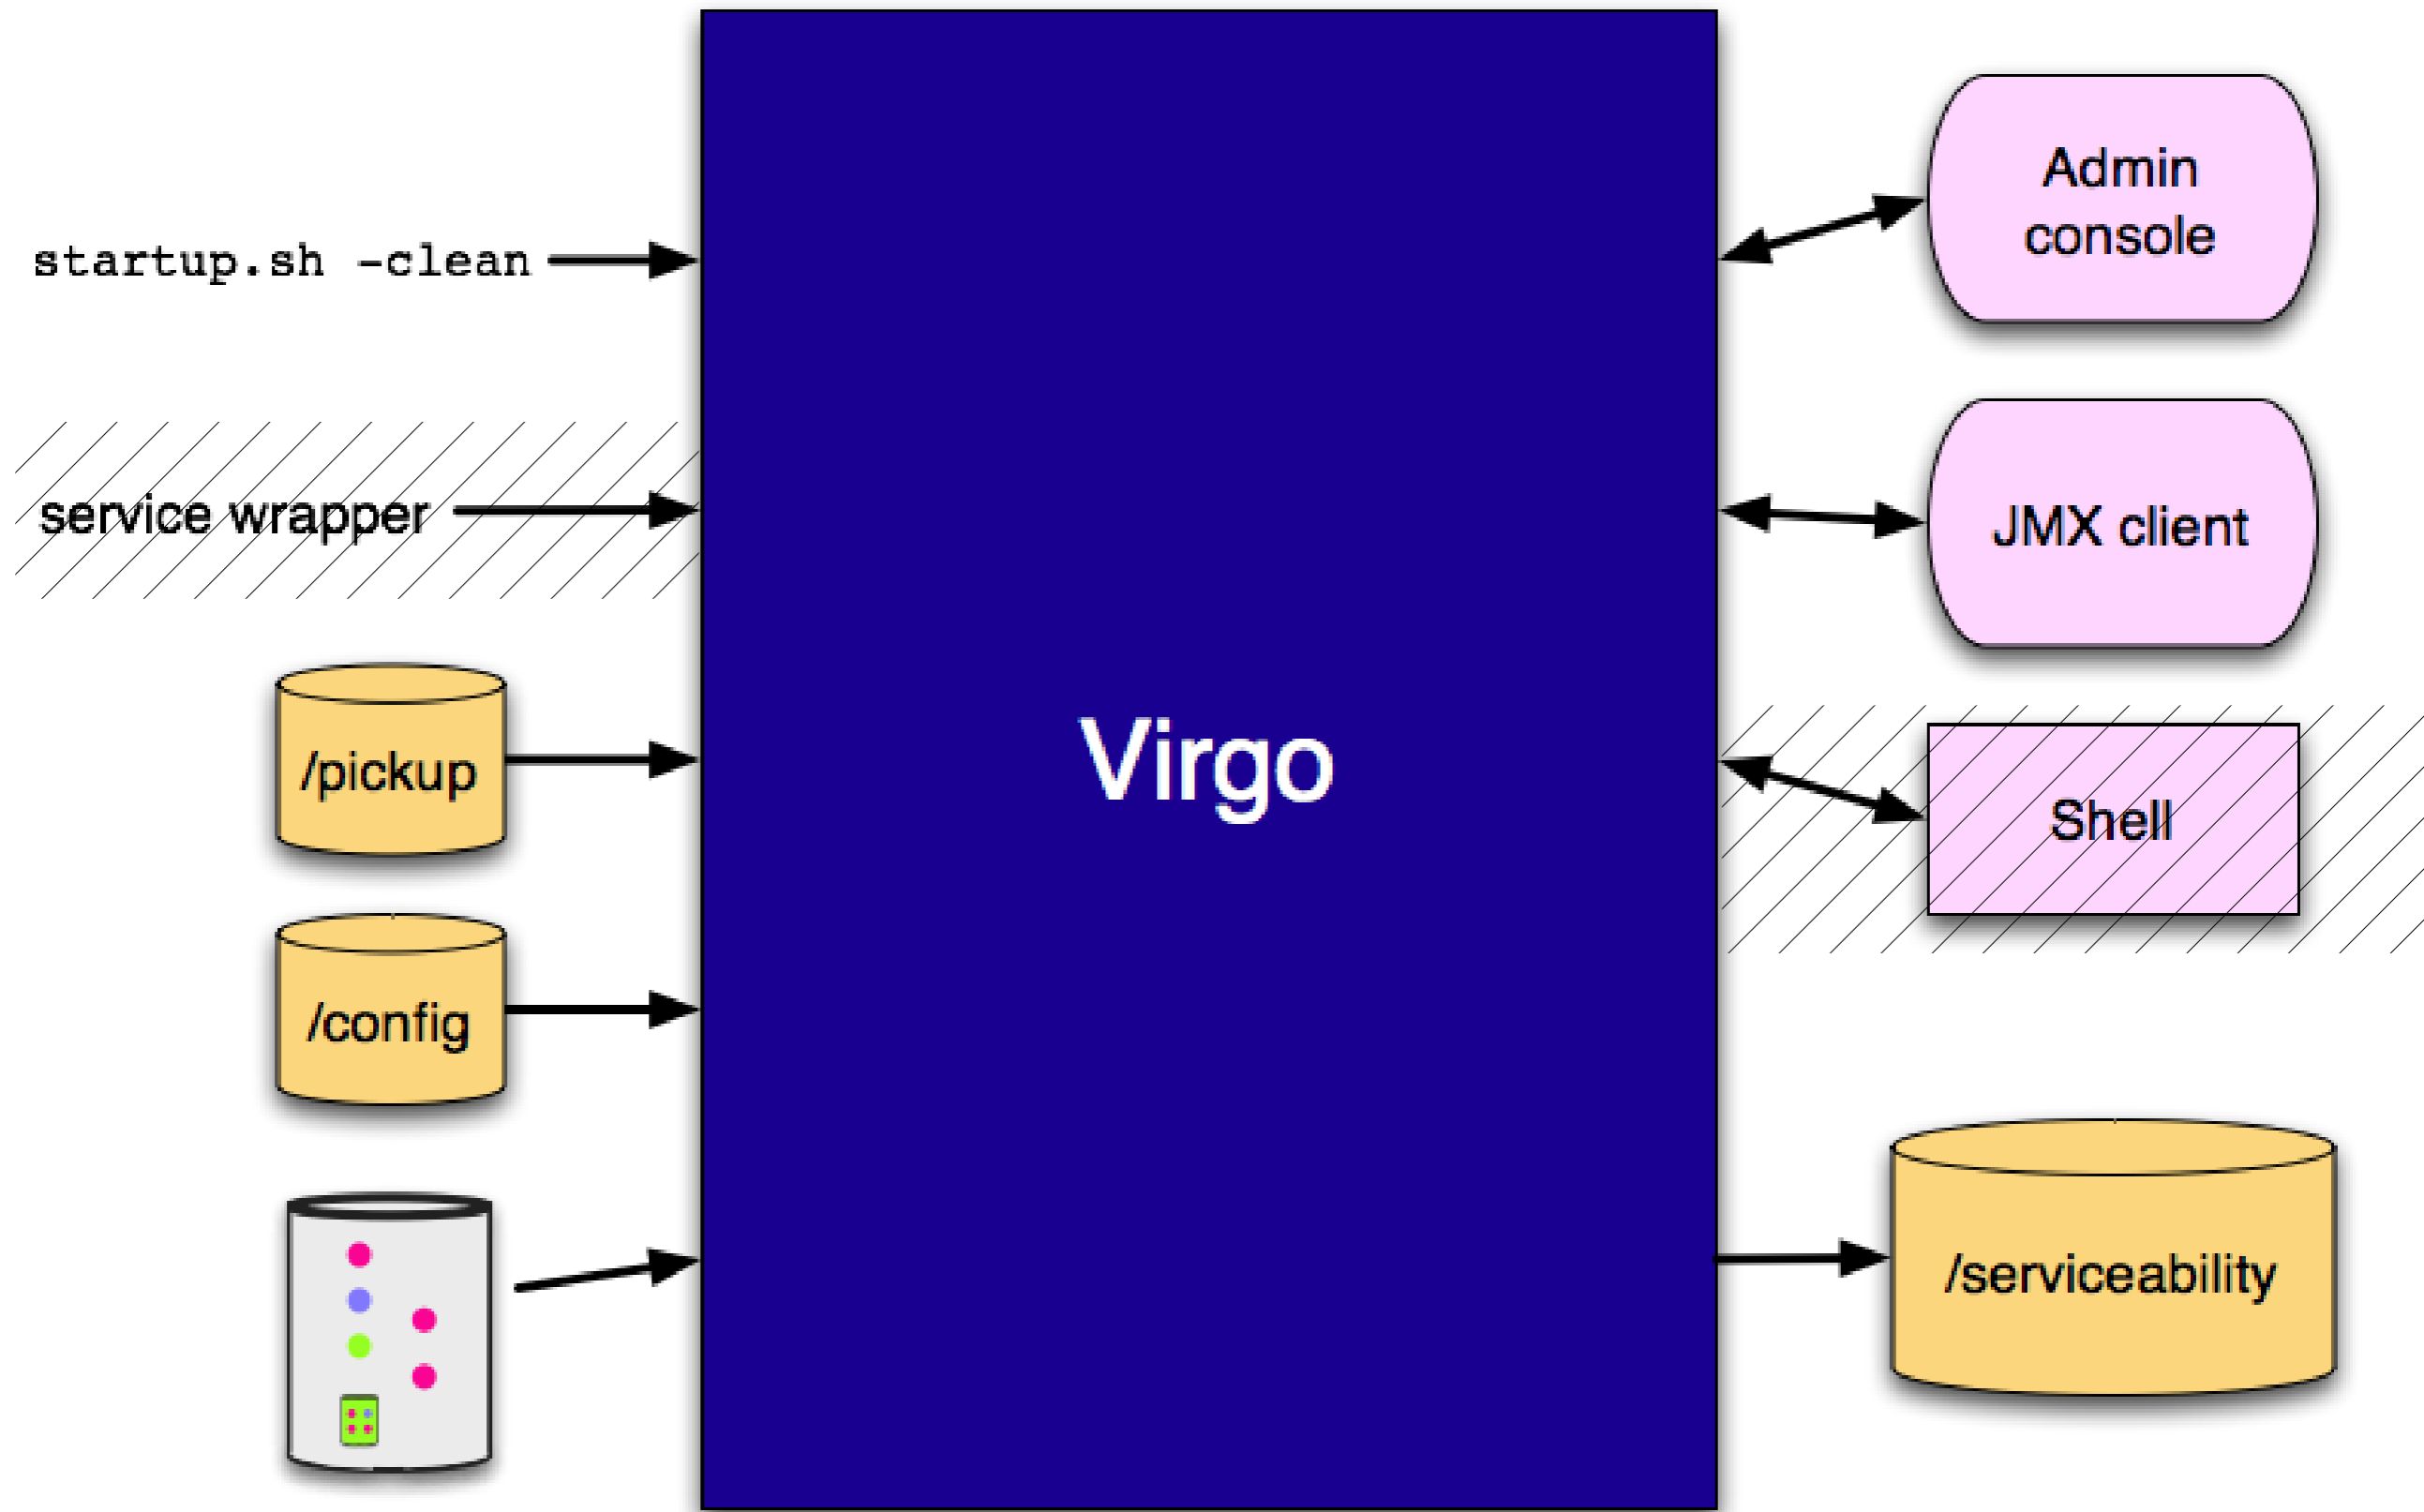 startup.sh -clean
service wrapper
/pickup
/config
Virgo
Admin
console
JMX client
Shell
/serviceability